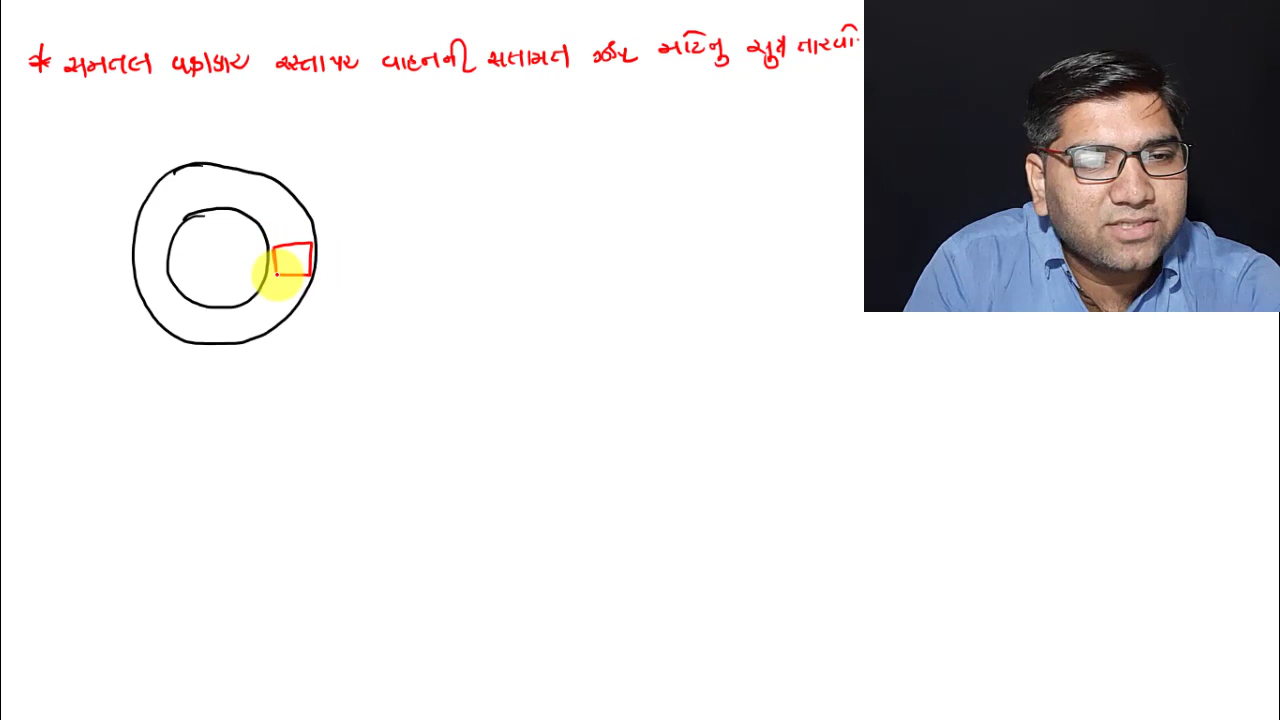 * સમતલ વક્રાકાર રસ્તા પર વાહનની સલામત ઝડપ માટેનુ સુત્ર તારવો.